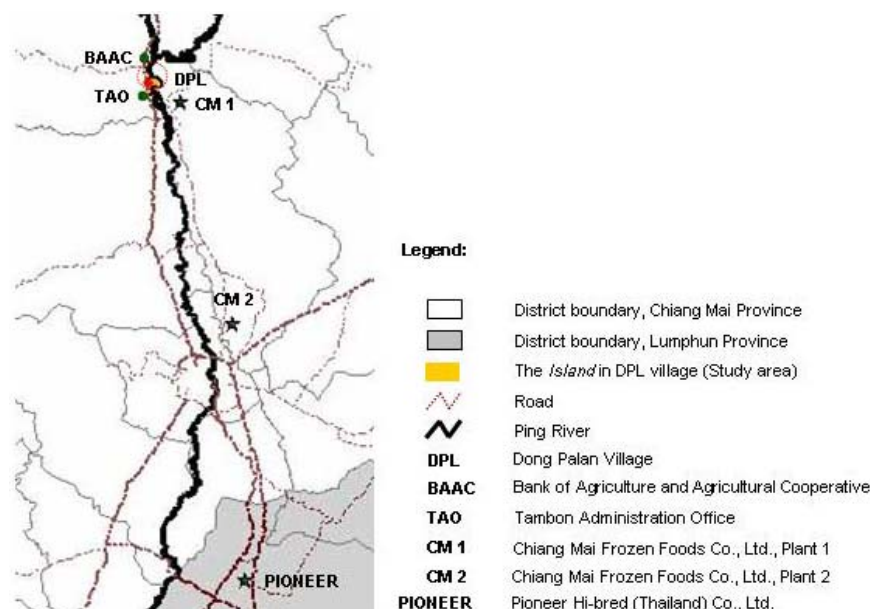 BAAC
DPL
TAO
CM 1
CM 2
PIONEER
Legend:
District boundary, Chiang Mai Province
District boundary, Lumphun Province
The Island in DPL village (Study area)
Road
Ping River
DPL Dong Palan Village
BAAC Bank of Agriculture and Agricultural Cooperative
TAO Tambon Administration Office
CM 1 Chiang Mai Frozen Foods Co., Ltd., Plant 1
CM 2 Chiang Mai Frozen Foods Co., Ltd., Plant 2
PIONEER Pioneer Hi-bred (Thailand) Co., Ltd.